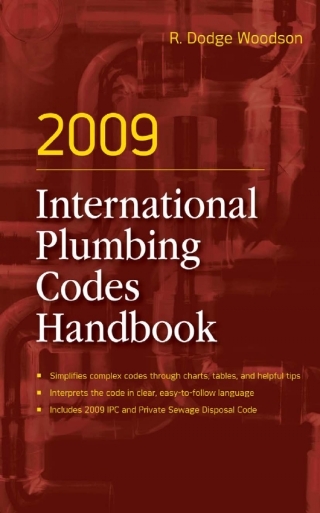 R. Dodge Woodson
2009
International
Plumbing
Codes
Handbook
■ Simplifies complex codes through charts, tables, and helpful tips
■ Interprets the code in clear, easy-to-follow language
■ Includes 2009 IPC and Private Sewage Disposal Code